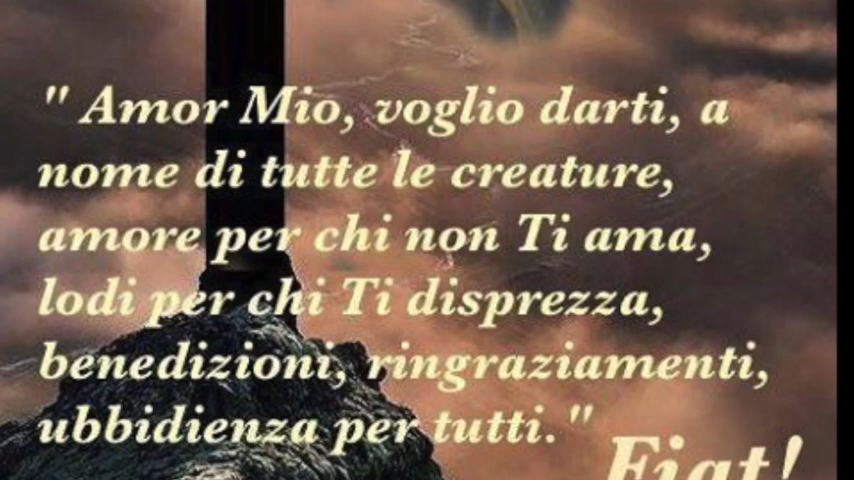 " Amor Mio, voglio darti, a
nome di tutte le creature,
amore per chi non Ti ama,
lodi per chi Ti disprezza,
benedizioni, ringraziamenti,
ubbidienza per tutti."
Fiat!